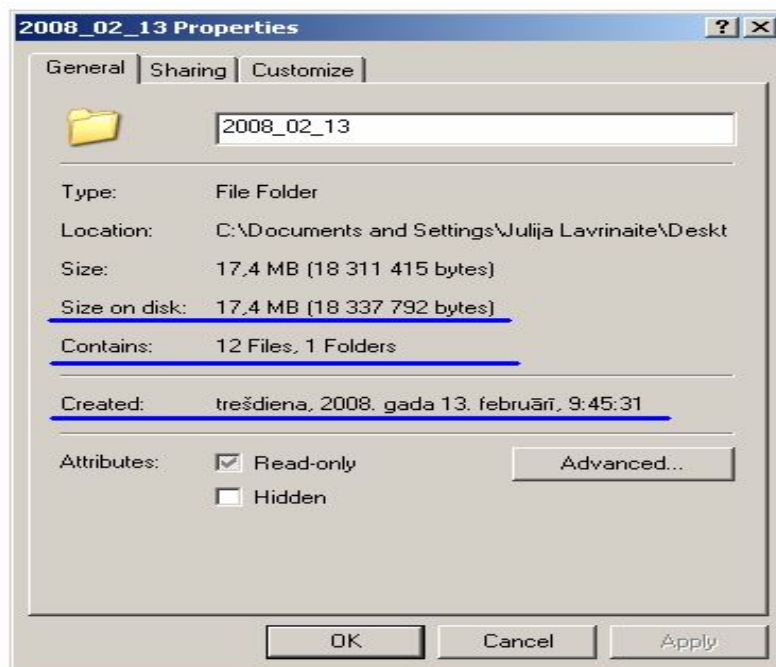 2008_02_13 Properties
General Sharing Customize
2008_02_13
Type: File Folder
Location: C:\Documents and Settings\Julija Lavrinaite\Deskt
Size: 17,4 MB (18 311 415 bytes)
Size on disk: 17,4 MB (18 337 792 bytes)
Contains: 12 Files, 1 Folders
Created: trešdiena, 2008. gada 13. februārī, 9:45:31
Attributes: Read-only Advanced...
Hidden
OK Cancel Apply